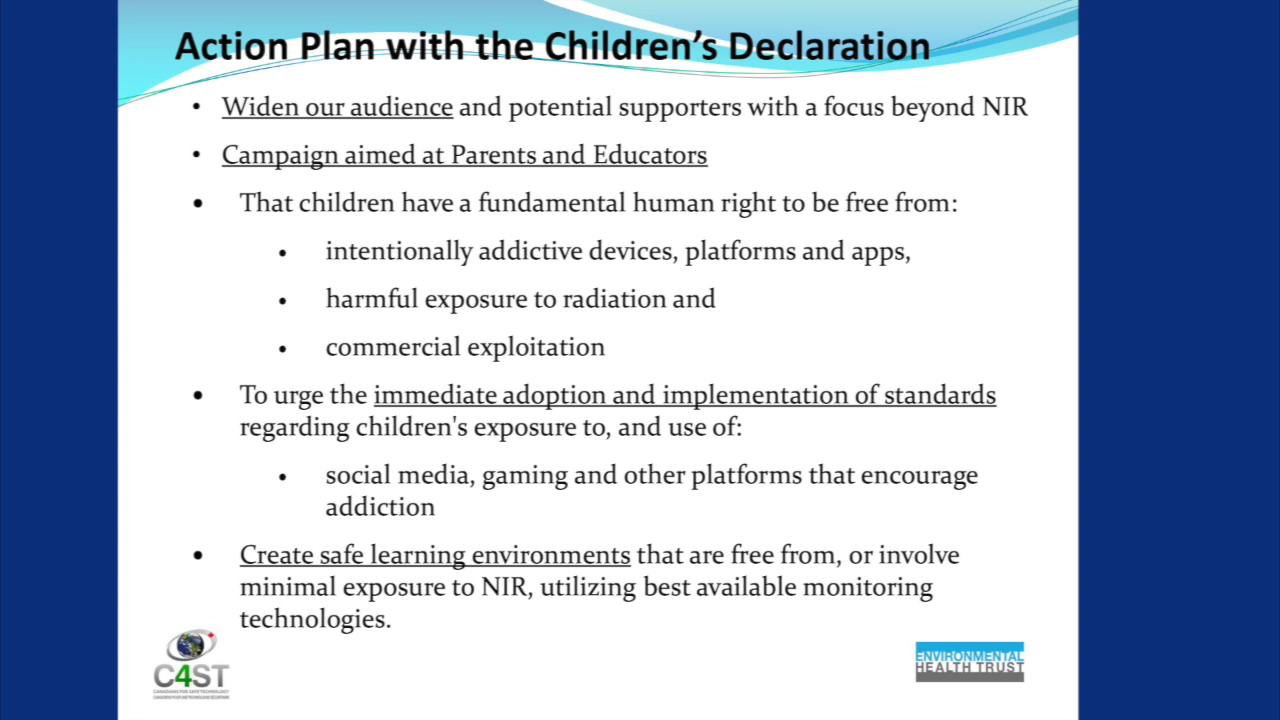 Action Plan with the Children’s Declaration
• Widen our audience and potential supporters with a focus beyond NIR
• Campaign aimed at Parents and Educators
• That children have a fundamental human right to be free from:
• intentionally addictive devices, platforms and apps,
• harmful exposure to radiation and
• commercial exploitation
• To urge the immediate adoption and implementation of standards
regarding children's exposure to, and use of:
• social media, gaming and other platforms that encourage
addiction
• Create safe learning environments that are free from, or involve
minimal exposure to NIR, utilizing best available monitoring
technologies.
C4ST
CANADIANS FOR SAFE TECHNOLOGY
ENVIRONMENTAL
HEALTH TRUST